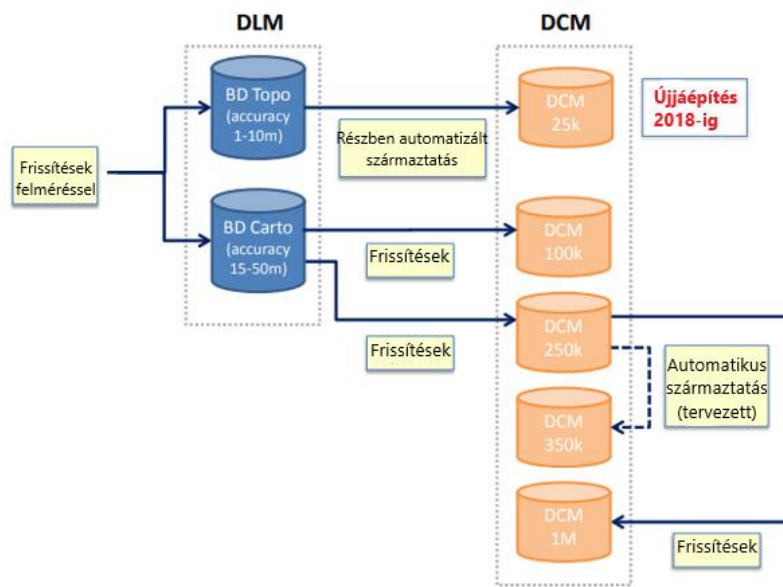 DLM
DCM
BD Topo
(accuracy
1-10m)
DCM
25k
Újjáépítés
2018-ig
Részben automatizált
származtatás
Frissítések
felméréssel
BD Carto
(accuracy
15-50m)
DCM
100k
Frissítések
DCM
250k
Frissítések
Automatikus
származtatás
(tervezett)
DCM
350k
DCM
1M
Frissítések